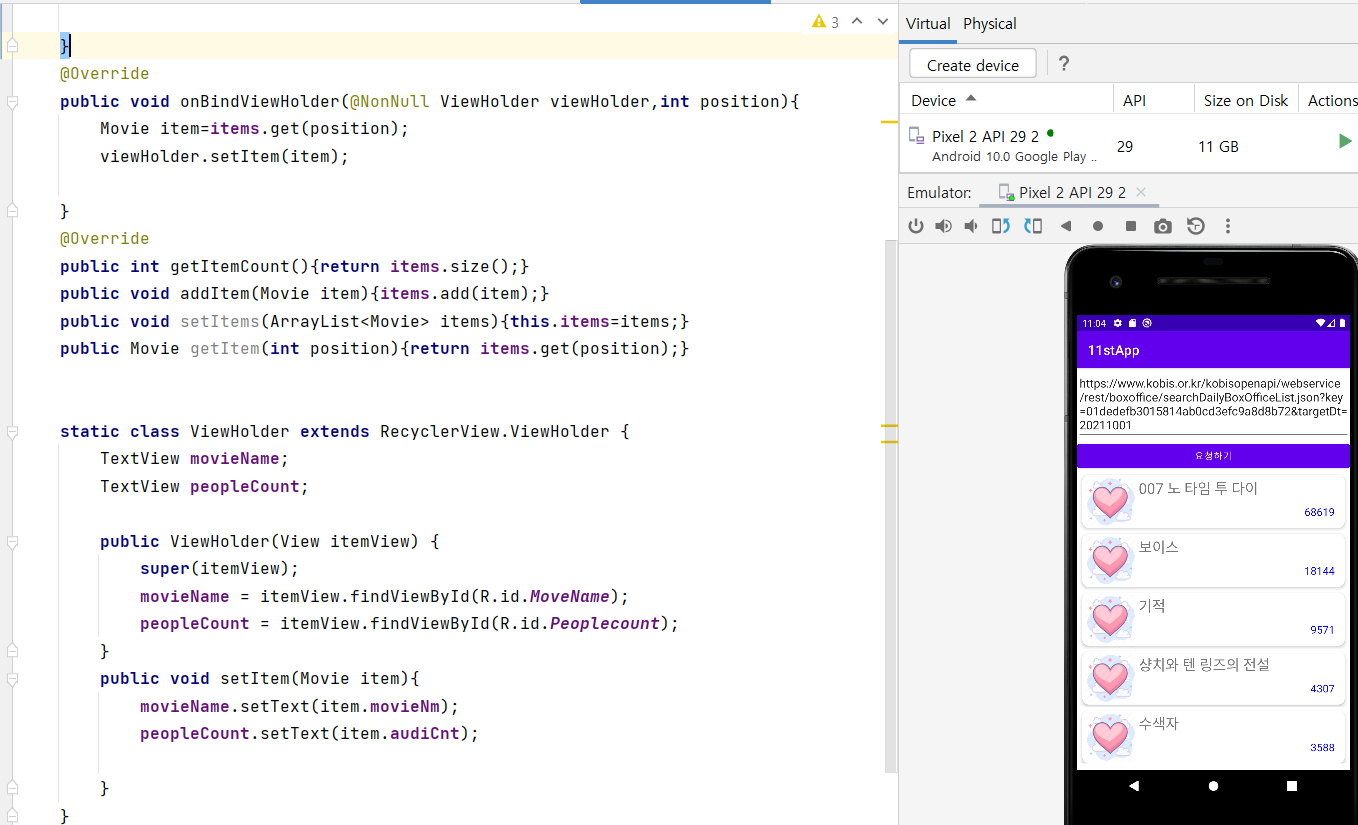 3
}
@Override
public void onBindViewHolder(@NonNull ViewHolder viewHolder,int position){
Movie item=items.get(position);
viewHolder.setItem(item);
}
@Override
public int getItemCount(){return items.size();}
public void addItem(Movie item){items.add(item);}
public void setItems(ArrayList<Movie> items){this.items=items;}
public Movie getItem(int position){return items.get(position);}
static class ViewHolder extends RecyclerView.ViewHolder {
TextView movieName;
TextView peopleCount;
public ViewHolder(View itemView) {
super(itemView);
movieName = itemView.findViewById(R.id.MoveName);
peopleCount = itemView.findViewById(R.id.Peoplecount);
}
public void setItem(Movie item){
movieName.setText(item.movieNm);
peopleCount.setText(item.audiCnt);
}
}
Virtual Physical
Create device ?
Device API Size on Disk Actions
Pixel 2 API 29 2
Android 10.0 Google Play ..
29 11 GB
Emulator: Pixel 2 API 29 2
11:04
11stApp
https://www.kobis.or.kr/kobisopenapi/webservice
/rest/boxoffice/searchDailyBoxOfficeList.json?key
=01dedefb3015814ab0cd3efc9a8d8b72&targetDt=
20211001
요청하기
007 노 타임 투 다이
68619
보이스
18144
기적
9571
샹치와 텐 링즈의 전설
4307
수색자
3588